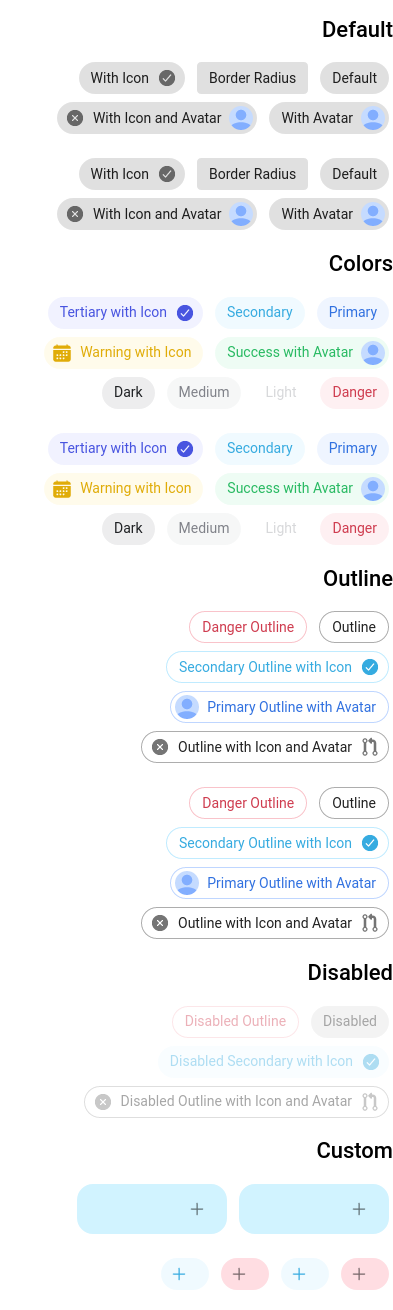 Default
With Icon Border Radius Default
With Icon and Avatar With Avatar
With Icon Border Radius Default
With Icon and Avatar With Avatar
Colors
Tertiary with Icon Secondary Primary
Warning with Icon Success with Avatar
Dark Medium Light Danger
Tertiary with Icon Secondary Primary
Warning with Icon Success with Avatar
Dark Medium Light Danger
Outline
Danger Outline Outline
Secondary Outline with Icon
Primary Outline with Avatar
Outline with Icon and Avatar
Danger Outline Outline
Secondary Outline with Icon
Primary Outline with Avatar
Outline with Icon and Avatar
Disabled
Disabled Outline Disabled
Disabled Secondary with Icon
Disabled Outline with Icon and Avatar
Custom